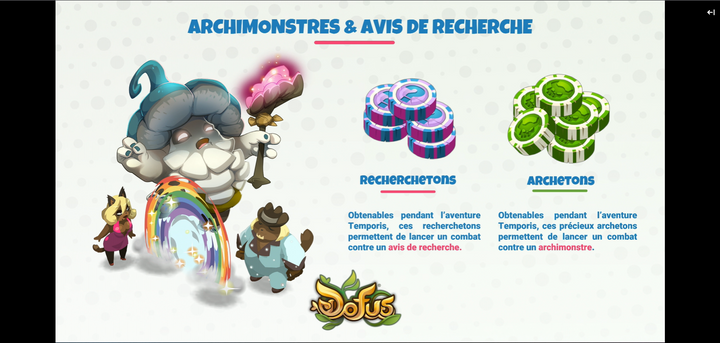 ARCHIMONSTRES & AVIS DE RECHERCHE
RECHERCHETONS
Obtenables pendant l'aventure
Temporis, ces recherchetons
permettent de lancer un combat
contre un avis de recherche.
ARCHETONS
Obtenables pendant l'aventure
Temporis, ces précieux archetons
permettent de lancer un combat
contre un archimonstre.
DOFUS